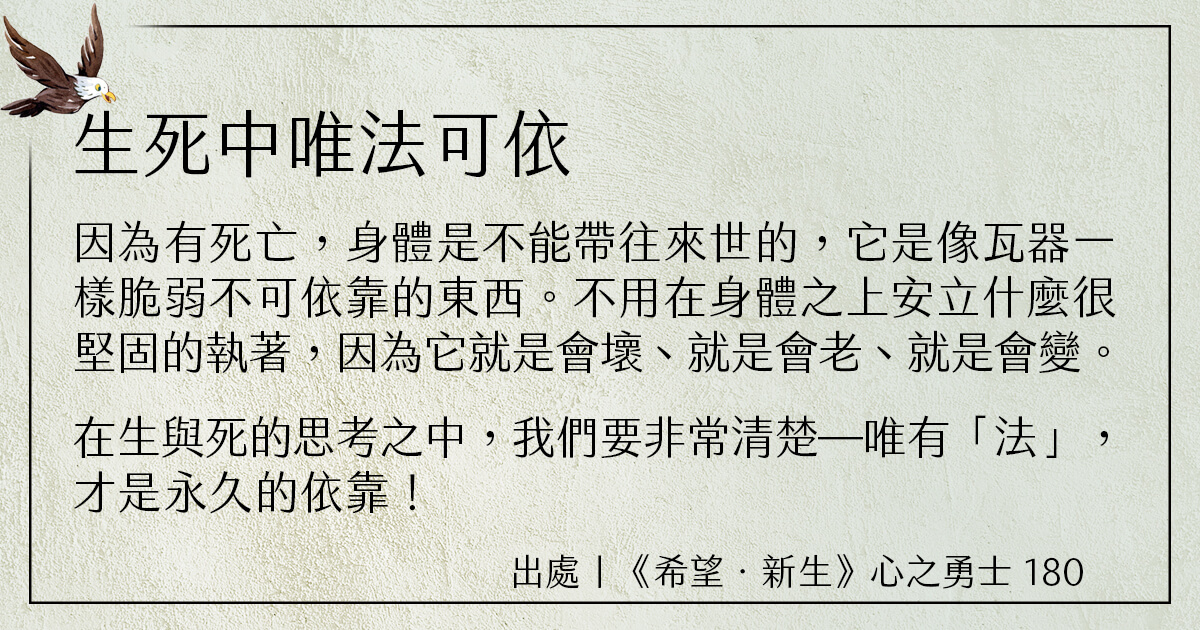 生死中唯法可依
因為有死亡，身體是不能帶往來世的，它是像瓦器一
樣脆弱不可依靠的東西。不用在身體之上安立什麼很
堅固的執著，因為它就是會壞、就是會老、就是會變。
在生與死的思考之中，我們要非常清楚—唯有「法」，
才是永久的依靠！
出處｜《希望．新生》心之勇士 180